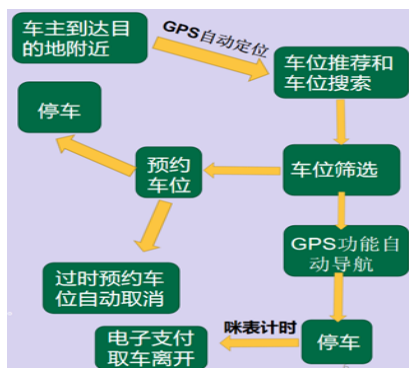 车主到达目
的地附近
GPS自动定位
车位推荐和
车位搜索
停车
预约
车位
车位筛选
GPS功能自
动导航
过时预约车
位自动取消
电子支付
取车离开
咪表计时
停车